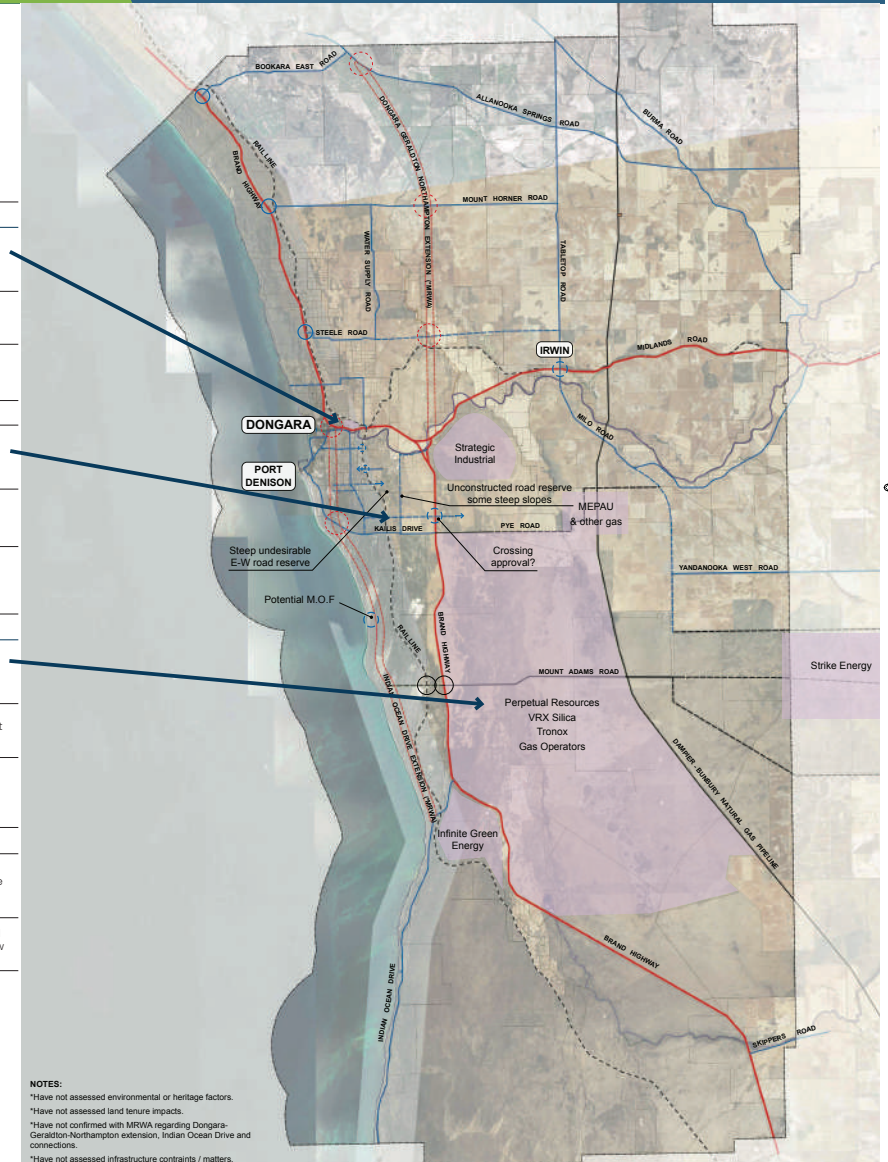 BOOKARA EAST ROAD
ALLANOOKA SPRINGS ROAD
BURMA ROAD
DONGARA GERALDTON NORTHAMPTON EXTENSION (*MRWA)
RAIL LINE
BRAND HIGHWAY
MOUNT HORNER ROAD
WATER SUPPLY ROAD
TABLETOP ROAD
STEELE ROAD
IRWIN
MIDLANDS ROAD
DONGARA
MILO ROAD
Strategic
Industrial
PORT
DENISON
Unconstructed road reserve
some steep slopes
MEPAU
& other gas
KAILIS DRIVE
PYE ROAD
Steep undesirable
E-W road reserve
Crossing
approval?
YANDANOOKA WEST ROAD
Potential M.O.F
RAIL LINE
BRAND HIGHWAY
MOUNT ADAMS ROAD
Strike Energy
Perpetual Resources
VRX Silica
Tronox
Gas Operators
INDIAN OCEAN DRIVE EXTENSION (*MRWA)
DAMPIER - BUNBURY NATURAL GAS PIPELINE
Infinite Green
Energy
BRAND HIGHWAY
INDIAN OCEAN DRIVE
SKIPPERS ROAD
NOTES:
*Have not assessed environmental or heritage factors.
*Have not assessed land tenure impacts.
*Have not confirmed with MRWA regarding Dongara-
Geraldton-Northampton extension, Indian Ocean Drive and
connections.
*Have not assessed infrastructure contraints / matters.